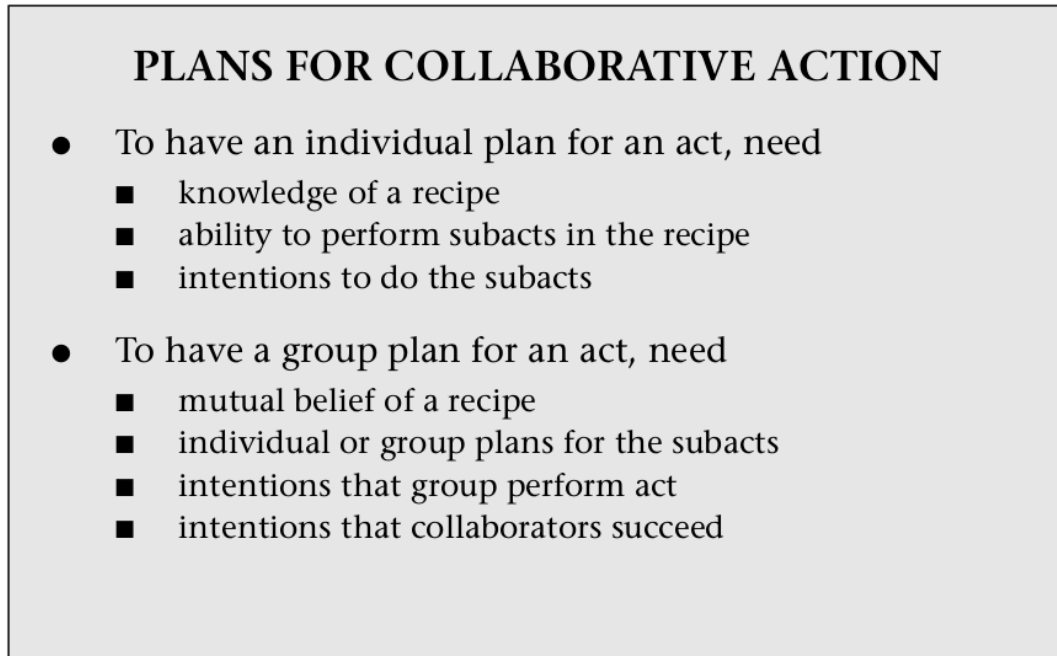 PLANS FOR COLLABORATIVE ACTION
● To have an individual plan for an act, need
■ knowledge of a recipe
■ ability to perform subacts in the recipe
■ intentions to do the subacts
● To have a group plan for an act, need
■ mutual belief of a recipe
■ individual or group plans for the subacts
■ intentions that group perform act
■ intentions that collaborators succeed